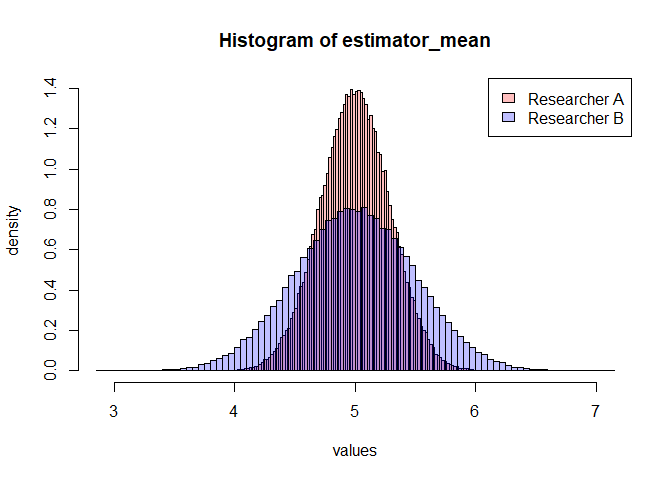 Histogram of estimator_mean
Researcher A
Researcher B
density
0.0 0.2 0.4 0.6 0.8 1.0 1.2 1.4
3 4 5 6 7
values